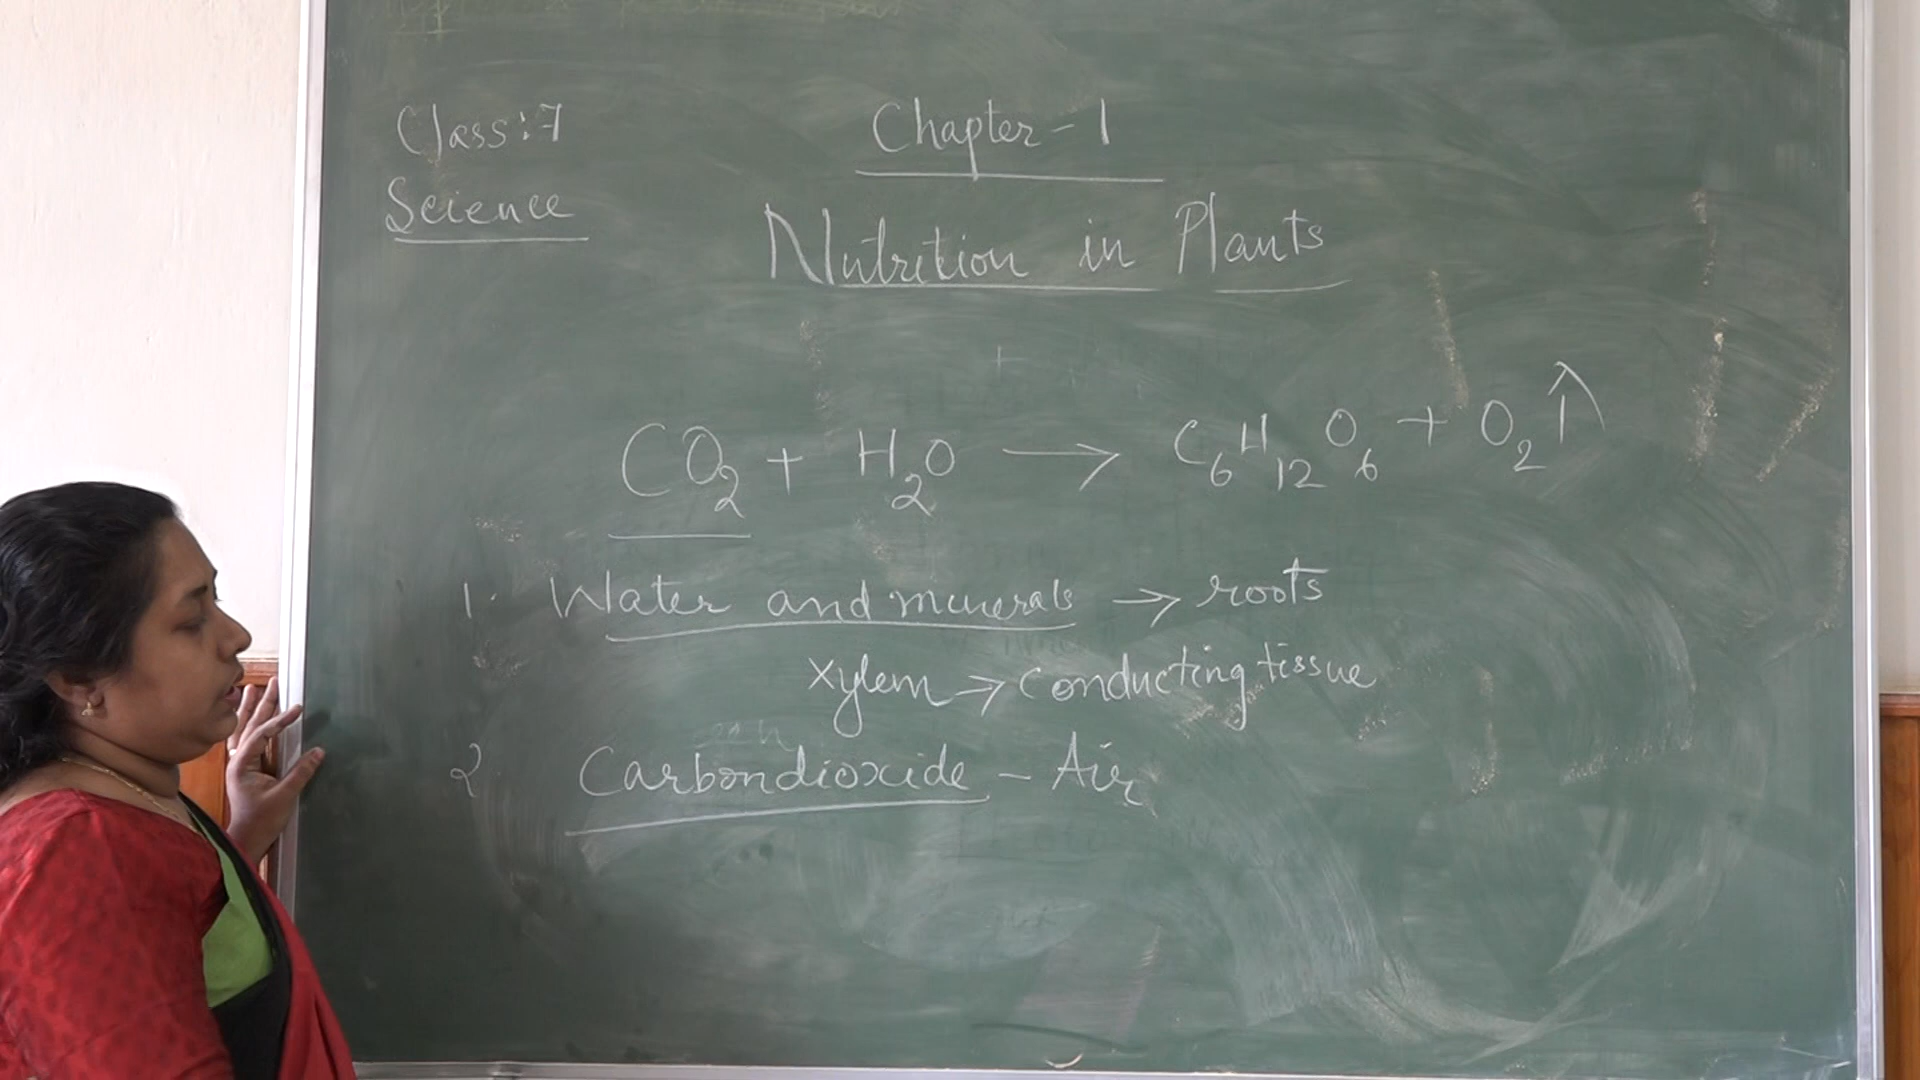 Class: 7
Science
Chapter - 1
Nutrition in Plants
CO2 + H2O → C6H12O6 + O2 ↑
1. Water and minerals → roots
xylem → conducting tissue
2. Carbondioxide - Air